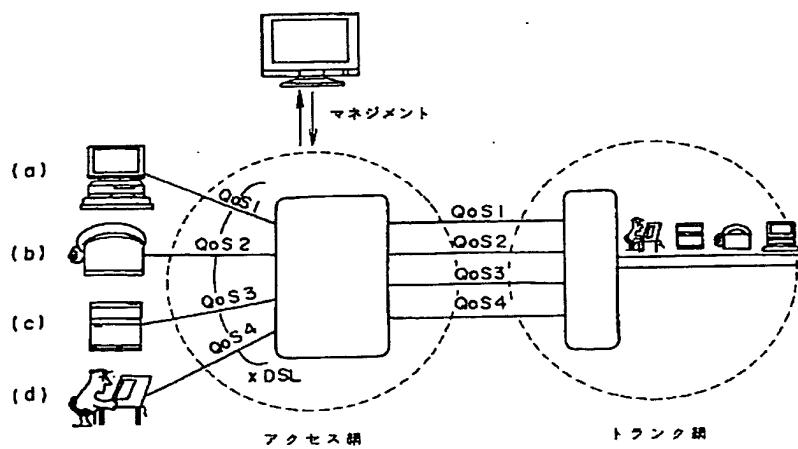 マネジメント
(a)
QoS1
QoS1
(b)
QoS2
QoS2
(c)
QoS3
QoS3
(d)
QoS4
QoS4
xDSL
アクセス網
トランク網